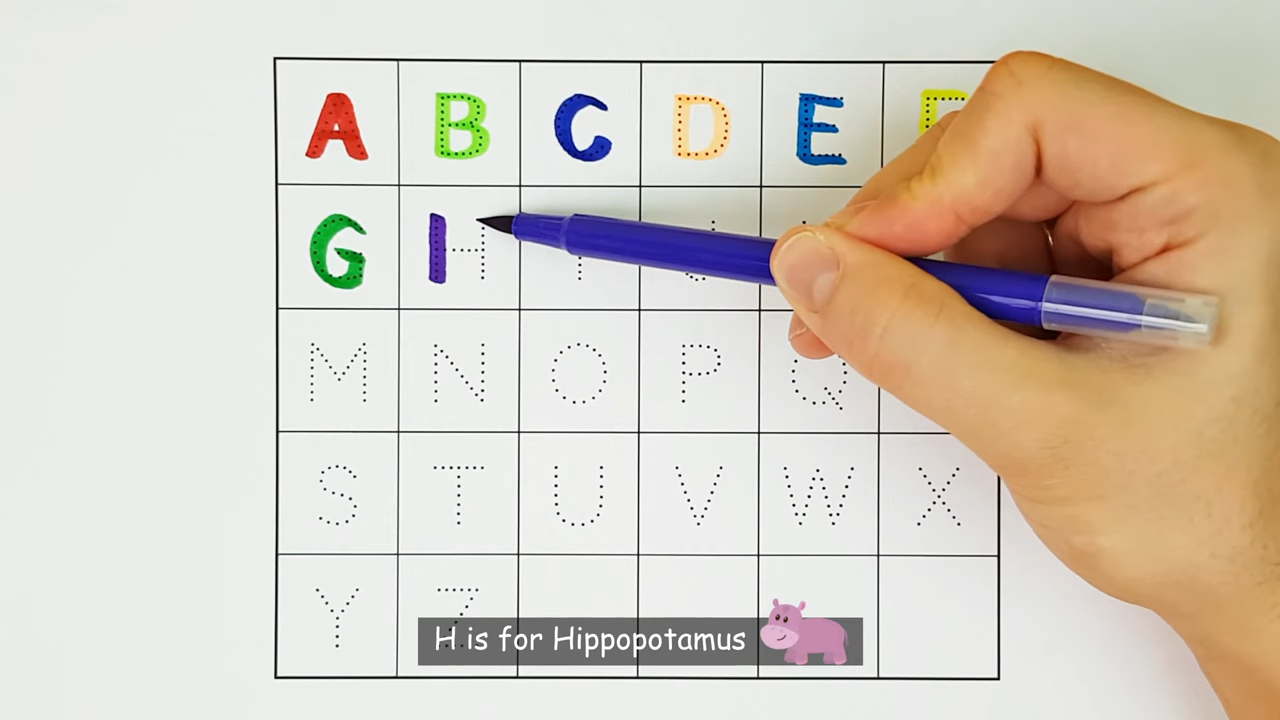 A B C D E F
G H I J
M N O P Q
S T U V W X
Y Z
H is for Hippopotamus